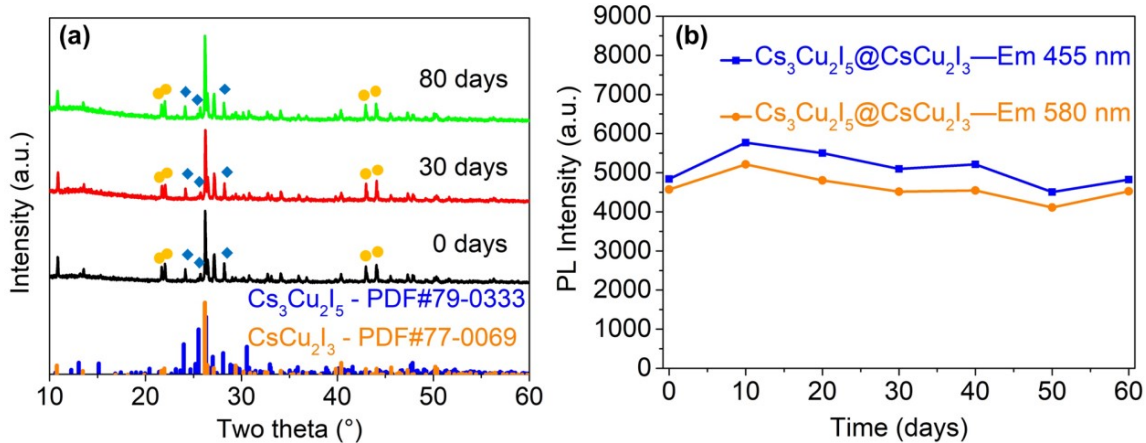 (a)
80 days
30 days
0 days
Cs₃Cu₂I₅ - PDF#79-0333
CsCu₂I₃ - PDF#77-0069
Intensity (a.u.)
10 20 30 40 50 60
Two theta (°)
(b)
Cs₃Cu₂I₅@CsCu₂I₃—Em 455 nm
Cs₃Cu₂I₅@CsCu₂I₃—Em 580 nm
PL Intensity (a.u.)
9000
8000
7000
6000
5000
4000
3000
2000
1000
0
0 10 20 30 40 50 60
Time (days)